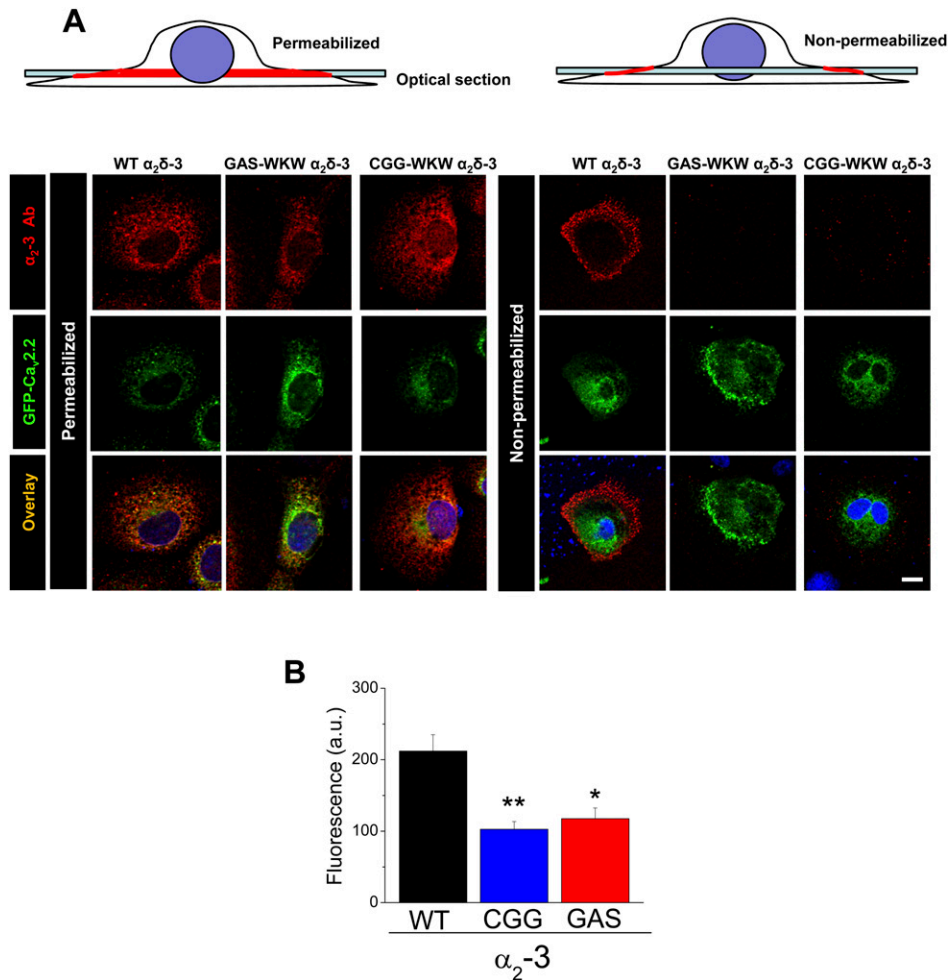 A
Permeabilized
Non-permeabilized
Optical section
WT α₂δ-3
GAS-WKW α₂δ-3
CGG-WKW α₂δ-3
WT α₂δ-3
GAS-WKW α₂δ-3
CGG-WKW α₂δ-3
α₂-3 Ab
GFP-Caᵥ2.2
Overlay
Permeabilized
Non-permeabilized
B
Fluorescence (a.u.)
300
200
100
0
**
*
WT CGG GAS
α₂-3